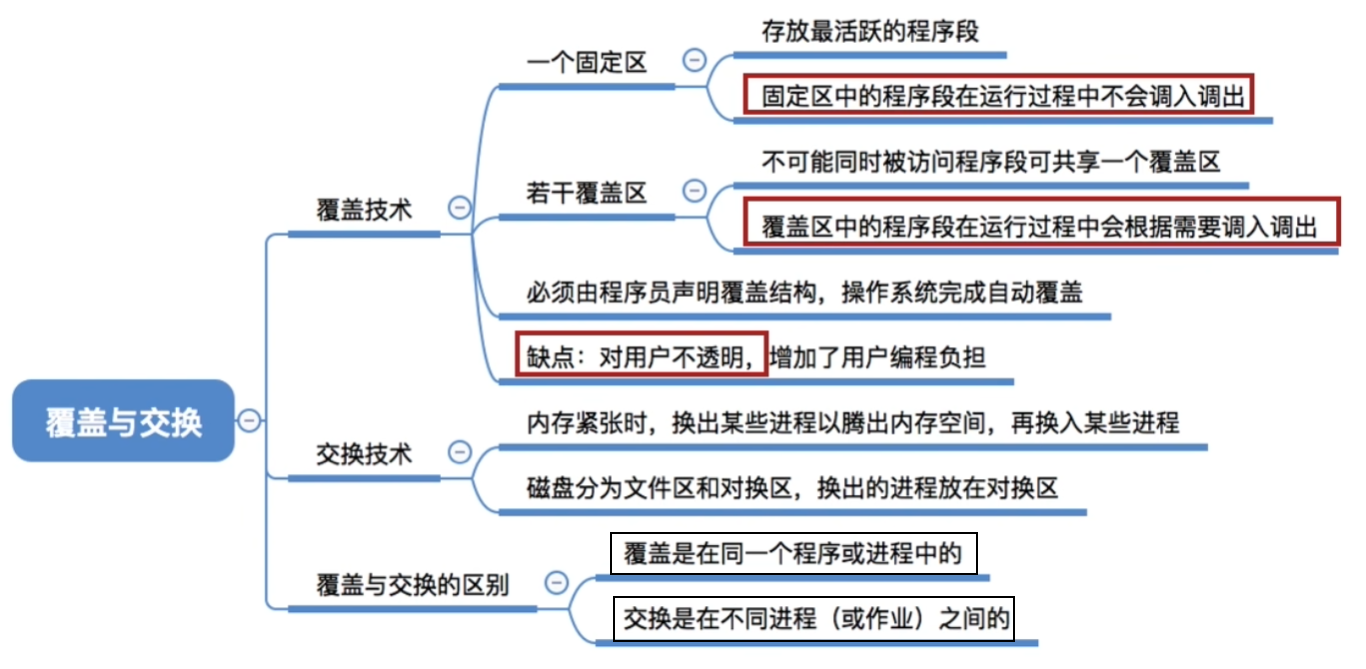 覆盖与交换
覆盖技术
一个固定区
存放最活跃的程序段
固定区中的程序段在运行过程中不会调入调出
若干覆盖区
不可能同时被访问程序段可共享一个覆盖区
覆盖区中的程序段在运行过程中会根据需要调入调出
必须由程序员声明覆盖结构，操作系统完成自动覆盖
缺点：对用户不透明，增加了用户编程负担
交换技术
内存紧张时，换出某些进程以腾出内存空间，再换入某些进程
磁盘分为文件区和对换区，换出的进程放在对换区
覆盖与交换的区别
覆盖是在同一个程序或进程中的
交换是在不同进程（或作业）之间的